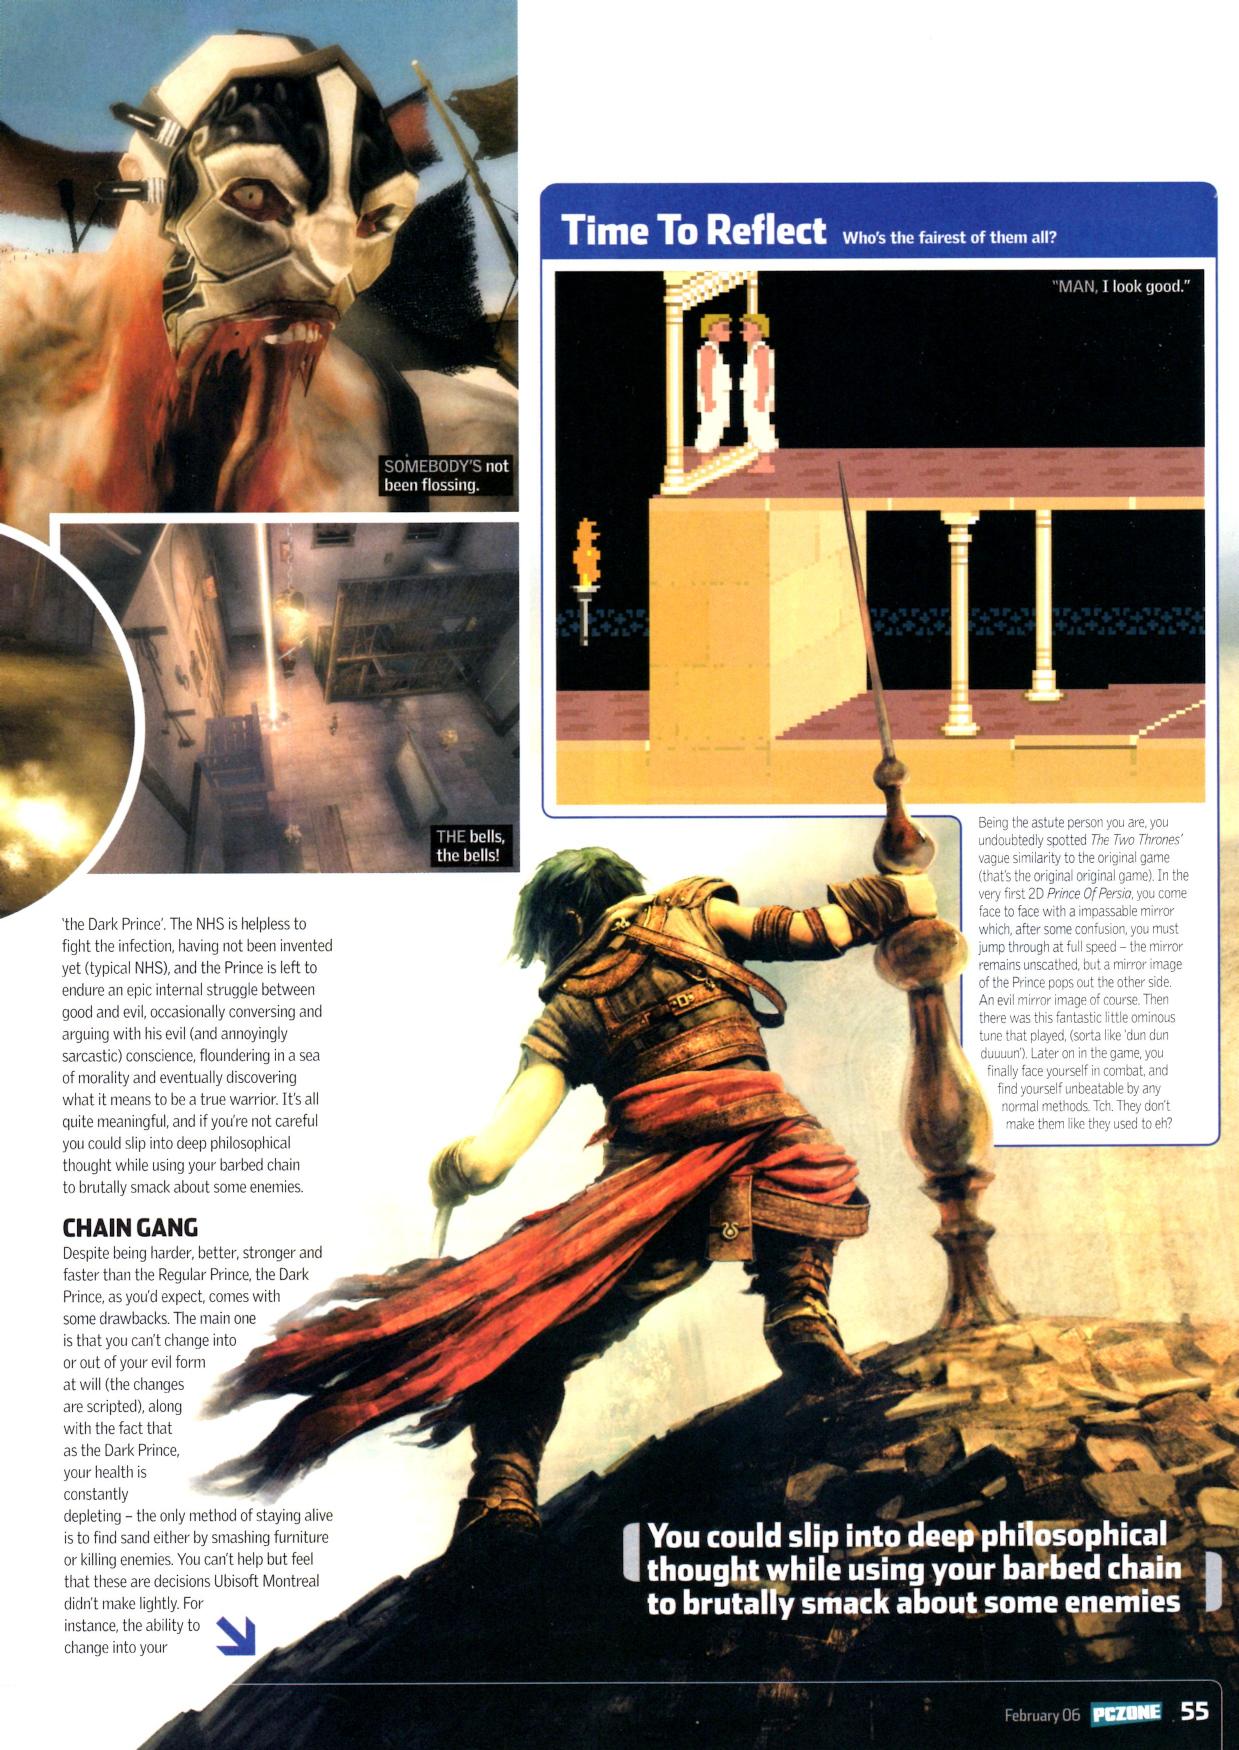 SOMEBODY'S not
been flossing.
THE bells,
the bells!
'the Dark Prince'. The NHS is helpless to
fight the infection, having not been invented
yet (typical NHS), and the Prince is left to
endure an epic internal struggle between
good and evil, occasionally conversing and
arguing with his evil (and annoyingly
sarcastic) conscience, floundering in a sea
of morality and eventually discovering
what it means to be a true warrior. It's all
quite meaningful, and if you're not careful
you could slip into deep philosophical
thought while using your barbed chain
to brutally smack about some enemies.
CHAIN GANG
Despite being harder, better, stronger and
faster than the Regular Prince, the Dark
Prince, as you'd expect, comes with
some drawbacks. The main one
is that you can't change into
or out of your evil form
at will (the changes
are scripted), along
with the fact that
as the Dark Prince,
your health is
constantly
depleting – the only method of staying alive
is to find sand either by smashing furniture
or killing enemies. You can't help but feel
that these are decisions Ubisoft Montreal
didn't make lightly. For
instance, the ability to
change into your
Time To Reflect Who's the fairest of them all?
"MAN, I look good."
Being the astute person you are, you
undoubtedly spotted The Two Thrones'
vague similarity to the original game
(that's the original original game). In the
very first 2D Prince Of Persia, you come
face to face with a impassable mirror
which, after some confusion, you must
jump through at full speed – the mirror
remains unscathed, but a mirror image
of the Prince pops out the other side.
An evil mirror image of course. Then
there was this fantastic little ominous
tune that played, (sorta like 'dun dun
duuuun'). Later on in the game, you
finally face yourself in combat, and
find yourself unbeatable by any
normal methods. Tch. They don't
make them like they used to eh?
You could slip into deep philosophical
thought while using your barbed chain
to brutally smack about some enemies
February 06 PCZONE 55